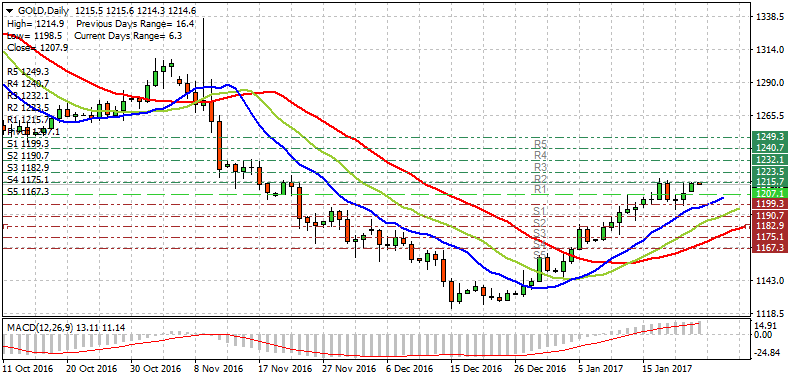 GOLD,Daily 1215.5 1215.6 1214.3 1214.6
High= 1214.9 Previous Days Range= 16.4
Low= 1198.5 Current Days Range= 6.3
Close= 1207.9
R5 1249.3
R4 1240.7
R3 1232.1
R2 1223.5
R1 1215.7
S1 1199.3
S2 1190.7
S3 1182.9
S4 1175.1
S5 1167.3
R5
R4
R3
R2
R1
S1
S2
S3
S4
S5
1338.5
1314.0
1290.0
1265.5
1249.3
1240.7
1232.1
1223.5
1215.7
1207.1
1199.3
1190.7
1182.9
1175.1
1167.3
1143.0
1118.5
MACD(12,26,9) 13.11 11.14
14.91
0.00
-24.84
11 Oct 2016 20 Oct 2016 30 Oct 2016 8 Nov 2016 17 Nov 2016 27 Nov 2016 6 Dec 2016 15 Dec 2016 26 Dec 2016 5 Jan 2017 15 Jan 2017